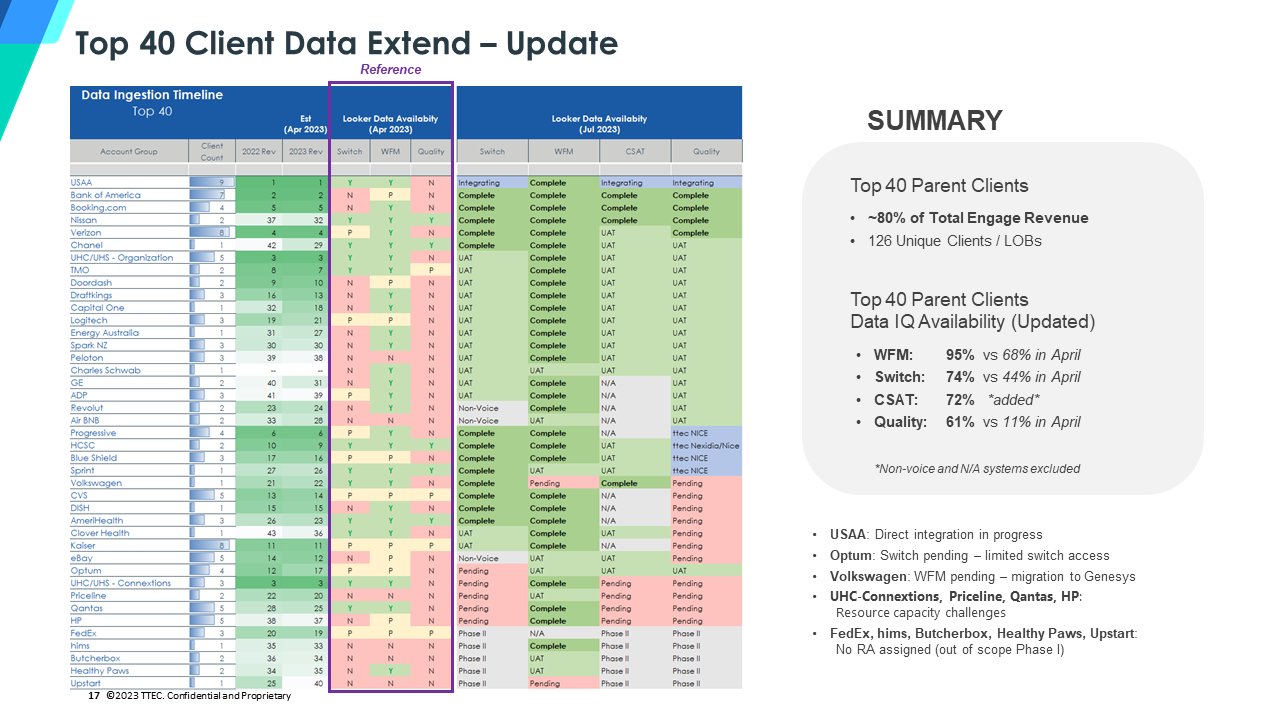 Top 40 Client Data Extend – Update
Reference
Data Ingestion Timeline
Top 40
Est
(Apr 2023)
Looker Data Availabity
(Apr 2023)
Looker Data Availabity
(Jul 2023)
Account Group Client Count 2022 Rev 2023 Rev Switch WFM Quality Switch WFM CSAT Quality
USAA 9 1 1 Y Y N Integrating Complete Integrating Integrating
Bank of America 7 2 2 N P N Complete Complete Complete Complete
Booking.com 4 5 5 N Y N Complete Complete Complete Complete
Nissan 2 37 32 Y Y Y Complete Complete Complete Complete
Verizon 8 4 4 P Y N Complete Complete UAT Complete
Chanel 1 42 29 Y Y Y Complete Complete UAT UAT
UHC/UHS - Organization 5 3 3 Y Y N UAT Complete UAT UAT
TMO 2 8 7 Y Y P UAT Complete UAT UAT
Doordash 2 9 10 N P N UAT Complete UAT UAT
Draftkings 3 16 13 N Y N UAT Complete UAT UAT
Capital One 1 32 18 N Y N UAT Complete UAT UAT
Logitech 3 19 21 P P N UAT Complete UAT UAT
Energy Australia 1 31 27 N Y N UAT Complete UAT UAT
Spark NZ 3 30 30 N Y N UAT Complete UAT UAT
Peloton 3 39 38 N N N UAT Complete UAT UAT
Charles Schwab 1 -- -- N Y N UAT UAT UAT UAT
GE 2 40 31 N Y N UAT Complete N/A UAT
ADP 3 41 39 P Y N UAT Complete N/A UAT
Revolut 2 23 24 N Y N Non-Voice Complete N/A UAT
Air BNB 2 33 28 N N N Non-Voice UAT N/A UAT
Progressive 4 6 6 P Y N Complete Complete N/A ttec NICE
HCSC 2 10 9 Y Y Y Complete Complete UAT ttec Nexidia/Nice
Blue Shield 3 17 16 P P N Complete Complete UAT ttec NICE
Sprint 1 27 26 Y Y Y Complete UAT UAT ttec NICE
Volkswagen 1 21 22 Y Y N Complete Pending Complete Pending
CVS 5 13 14 P P P Complete Complete N/A Pending
DISH 1 15 15 N Y N Complete Complete N/A Pending
AmeriHealth 3 26 23 Y Y Y Complete Complete N/A Pending
Clover Health 1 43 36 Y Y N UAT Complete UAT Pending
Kaiser 8 11 11 P P P UAT Complete N/A Pending
eBay 5 14 12 N P N Non-Voice UAT UAT Pending
Optum 4 12 17 P P N Pending UAT UAT UAT
UHC/UHS - Connextions 3 3 3 Y Y N Pending Complete Pending Pending
Priceline 2 22 20 N N N Pending Complete Pending Pending
Qantas 5 28 25 Y Y N Pending Complete Pending Pending
HP 5 38 37 N P N Pending Complete Pending Pending
FedEx 3 20 19 P P P Phase II N/A Phase II Phase II
hims 1 35 33 N N N Phase II Complete Phase II Phase II
Butcherbox 2 36 34 N N N Phase II UAT Phase II Phase II
Healthy Paws 2 34 35 N Y N Phase II UAT Phase II Phase II
Upstart 1 25 40 N N N Phase II Pending Phase II Phase II
SUMMARY
Top 40 Parent Clients
• ~80% of Total Engage Revenue
• 126 Unique Clients / LOBs
Top 40 Parent Clients
Data IQ Availability (Updated)
• WFM: 95% vs 68% in April
• Switch: 74% vs 44% in April
• CSAT: 72% *added*
• Quality: 61% vs 11% in April
*Non-voice and N/A systems excluded
• USAA: Direct integration in progress
• Optum: Switch pending – limited switch access
• Volkswagen: WFM pending – migration to Genesys
• UHC-Connextions, Priceline, Qantas, HP:
Resource capacity challenges
• FedEx, hims, Butcherbox, Healthy Paws, Upstart:
No RA assigned (out of scope Phase I)
17 ©2023 TTEC. Confidential and Proprietary